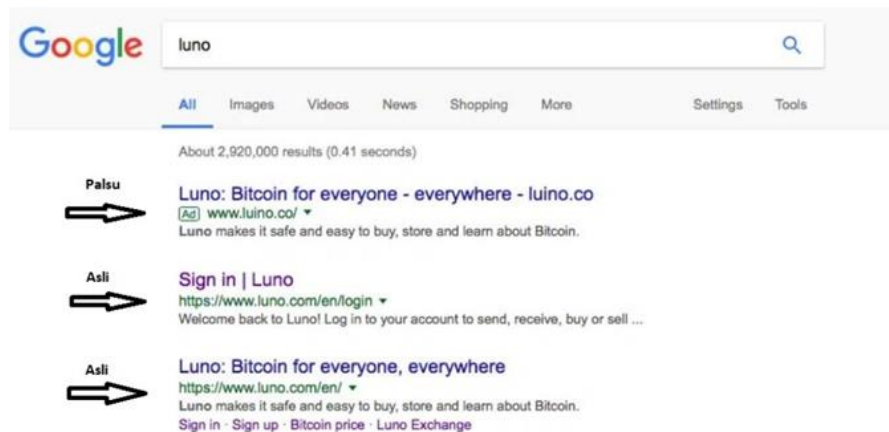 Google luno
All Images Videos News Shopping More Settings Tools
About 2,920,000 results (0.41 seconds)
Palsu
Luno: Bitcoin for everyone - everywhere - luino.co
Ad www.luino.co/
Luno makes it safe and easy to buy, store and learn about Bitcoin.
Asli
Sign in | Luno
https://www.luno.com/en/login
Welcome back to Luno! Log in to your account to send, receive, buy or sell ...
Asli
Luno: Bitcoin for everyone, everywhere
https://www.luno.com/en/
Luno makes it safe and easy to buy, store and learn about Bitcoin.
Sign in · Sign up · Bitcoin price · Luno Exchange